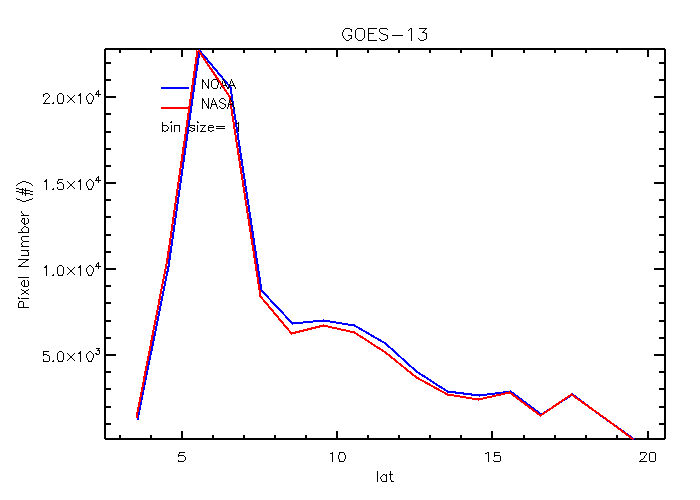 GOES-13
NOAA
NASA
bin size= 1
2.0×10⁴
1.5×10⁴
1.0×10⁴
5.0×10³
Pixel Number (#)
5 10 15 20
lat